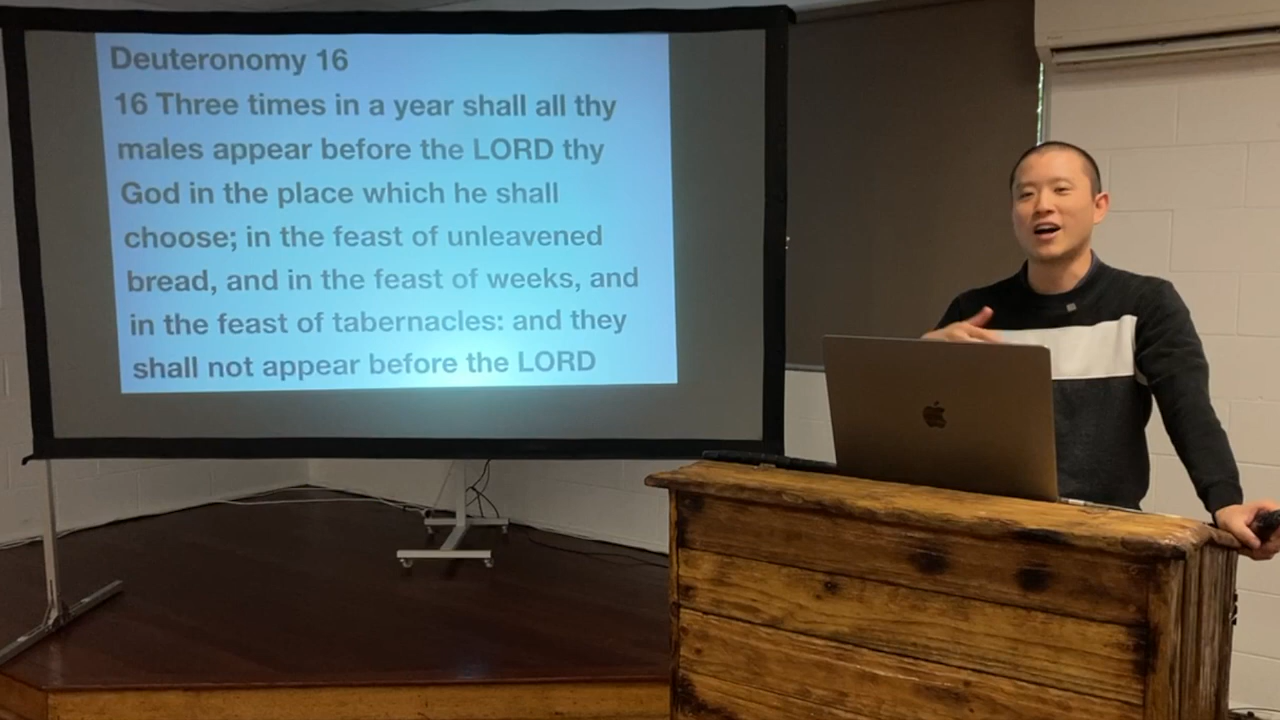 Deuteronomy 16
16 Three times in a year shall all thy
males appear before the LORD thy
God in the place which he shall
choose; in the feast of unleavened
bread, and in the feast of weeks, and
in the feast of tabernacles: and they
shall not appear before the LORD